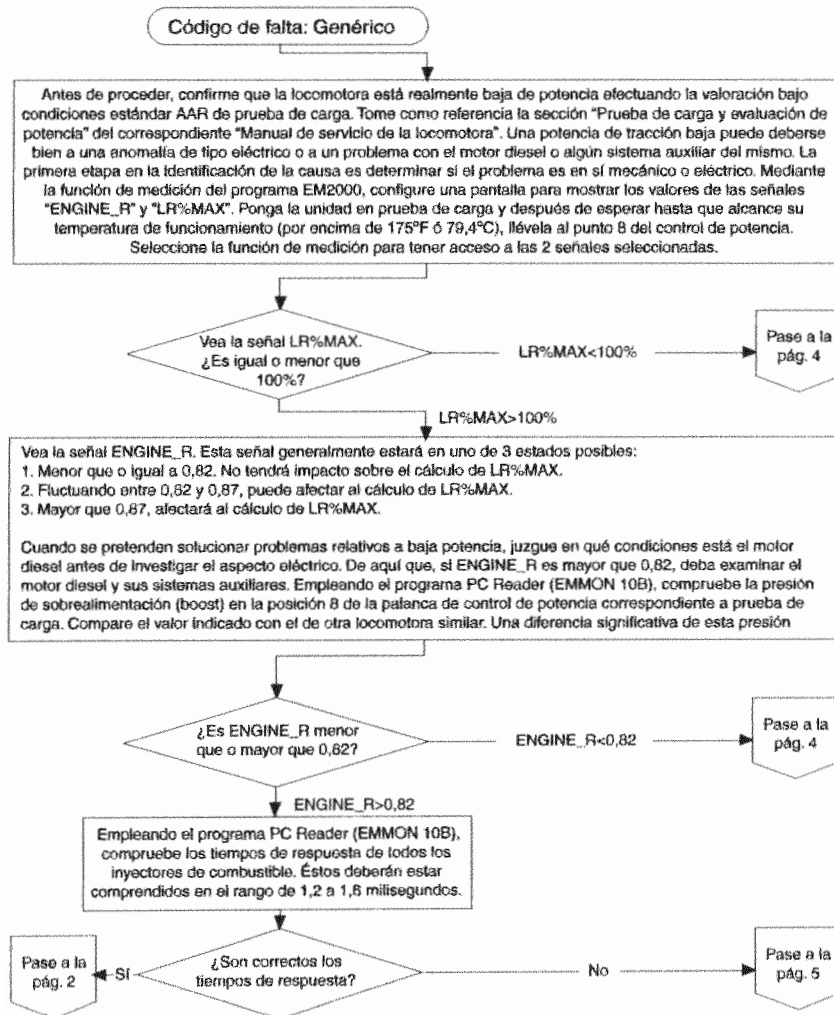 Código de falta: Genérico
Antes de proceder, confirme que la locomotora está realmente baja de potencia efectuando la valoración bajo
condiciones estándar AAR de prueba de carga. Tome como referencia la sección "Prueba de carga y evaluación de
potencia" del correspondiente "Manual de servicio de la locomotora". Una potencia de tracción baja puede deberse
bien a una anomalía de tipo eléctrico o a un problema con el motor diesel o algún sistema auxiliar del mismo. La
primera etapa en la identificación de la causa es determinar si el problema es en sí mecánico o eléctrico. Mediante
la función de medición del programa EM2000, configure una pantalla para mostrar los valores de las señales
"ENGINE_R" y "LR%MAX". Ponga la unidad en prueba de carga y después de esperar hasta que alcance su
temperatura de funcionamiento (por encima de 175ºF ó 79,4ºC), llévela al punto 8 del control de potencia.
Seleccione la función de medición para tener acceso a las 2 señales seleccionadas.
Vea la señal LR%MAX.
¿Es igual o menor que
100%?
LR%MAX<100%
Pase a la
pág. 4
LR%MAX>100%
Vea la señal ENGINE_R. Esta señal generalmente estará en uno de 3 estados posibles:
1. Menor que o igual a 0,82. No tendrá impacto sobre el cálculo de LR%MAX.
2. Fluctuando entre 0,82 y 0,87, puede afectar al cálculo de LR%MAX.
3. Mayor que 0,87, afectará al cálculo de LR%MAX.
Cuando se pretenden solucionar problemas relativos a baja potencia, juzgue en qué condiciones está el motor
diesel antes de investigar el aspecto eléctrico. De aquí que, si ENGINE_R es mayor que 0,82, deba examinar el
motor diesel y sus sistemas auxiliares. Empleando el programa PC Reader (EMMON 10B), compruebe la presión
de sobrealimentación (boost) en la posición 8 de la palanca de control de potencia correspondiente a prueba de
carga. Compare el valor indicado con el de otra locomotora similar. Una diferencia significativa de esta presión
¿Es ENGINE_R menor
que o mayor que 0,82?
ENGINE_R<0,82
Pase a la
pág. 4
ENGINE_R>0,82
Empleando el programa PC Reader (EMMON 10B),
compruebe los tiempos de respuesta de todos los
inyectores de combustible. Éstos deberán estar
comprendidos en el rango de 1,2 a 1,6 milisegundos.
Pase a la
pág. 2
Sí
¿Son correctos los
tiempos de respuesta?
No
Pase a la
pág. 5